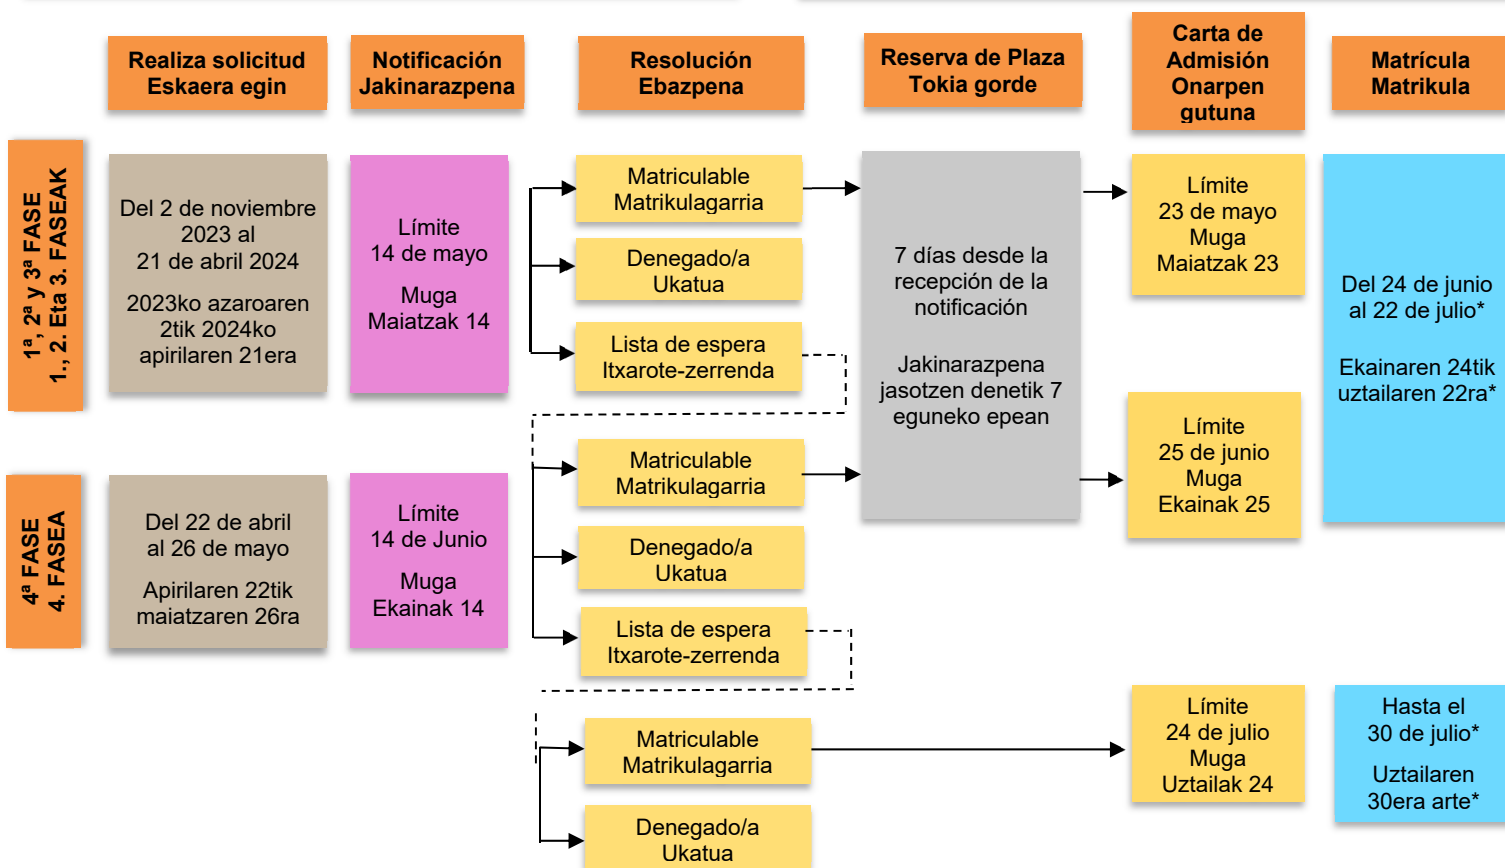 Realiza solicitud
Eskaera egin
Notificación
Jakinarazpena
Resolución
Ebazpena
Reserva de Plaza
Tokia gorde
Carta de
Admisión
Onarpen
gutuna
Matrícula
Matrikula
1ª, 2ª y 3ª FASE
1., 2. Eta 3. FASEAK
Del 2 de noviembre
2023 al
21 de abril 2024
2023ko azaroaren
2tik 2024ko
apirilaren 21era
Límite
14 de mayo
Muga
Maiatzak 14
Matriculable
Matrikulagarria
Denegado/a
Ukatua
Lista de espera
Itxarote-zerrenda
7 días desde la
recepción de la
notificación
Jakinarazpena
jasotzen denetik 7
eguneko epean
Límite
23 de mayo
Muga
Maiatzak 23
Del 24 de junio
al 22 de julio*
Ekainaren 24tik
uztailaren 22ra*
4ª FASE
4. FASEA
Del 22 de abril
al 26 de mayo
Apirilaren 22tik
maiatzaren 26ra
Límite
14 de Junio
Muga
Ekainak 14
Matriculable
Matrikulagarria
Denegado/a
Ukatua
Lista de espera
Itxarote-zerrenda
Límite
25 de junio
Muga
Ekainak 25
Matriculable
Matrikulagarria
Denegado/a
Ukatua
Límite
24 de julio
Muga
Uztailak 24
Hasta el
30 de julio*
Uztailaren
30era arte*